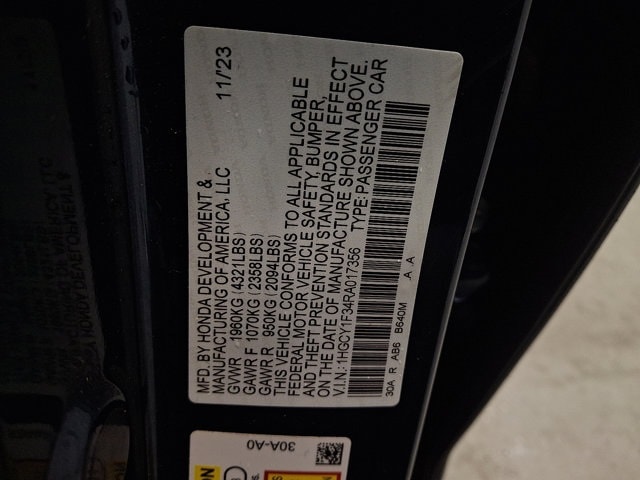 MFD. BY HONDA DEVELOPMENT & 11/'23
MANUFACTURING OF AMERICA, LLC
GVWR 1960KG (4321LBS)
GAWR F 1070KG (2358LBS)
GAWR R 950KG (2094LBS)
THIS VEHICLE CONFORMS TO ALL APPLICABLE
FEDERAL MOTOR VEHICLE SAFETY, BUMPER,
AND THEFT PREVENTION STANDARDS IN EFFECT
ON THE DATE OF MANUFACTURE SHOWN ABOVE.
V.I.N.: 1HGCY1F34RA017356 TYPE: PASSENGER CAR
30A R AB6 B640M A A
30A-A0